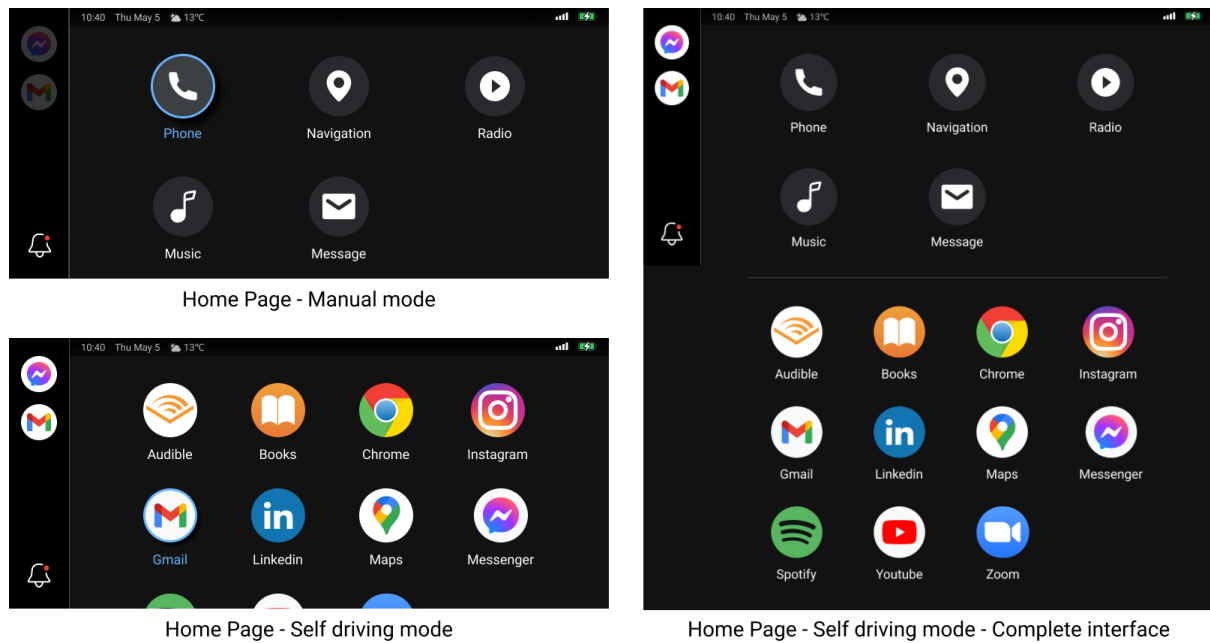 10:40 Thu May 5 13°C
Phone Navigation Radio
Music Message
Home Page - Manual mode
10:40 Thu May 5 13°C
Audible Books Chrome Instagram
Gmail Linkedin Maps Messenger
Home Page - Self driving mode
10:40 Thu May 5 13°C
Phone Navigation Radio
Music Message
Audible Books Chrome Instagram
Gmail Linkedin Maps Messenger
Spotify Youtube Zoom
Home Page - Self driving mode - Complete interface